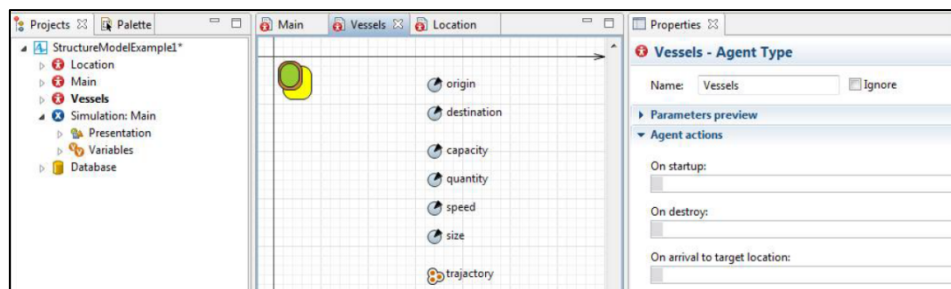 Projects
Palette
StructureModelExample1*
Location
Main
Vessels
Simulation: Main
Presentation
Variables
Database
Main
Vessels
Location
origin
destination
capacity
quantity
speed
size
trajactory
Properties
Vessels - Agent Type
Name: Vessels Ignore
Parameters preview
Agent actions
On startup:
On destroy:
On arrival to target location: